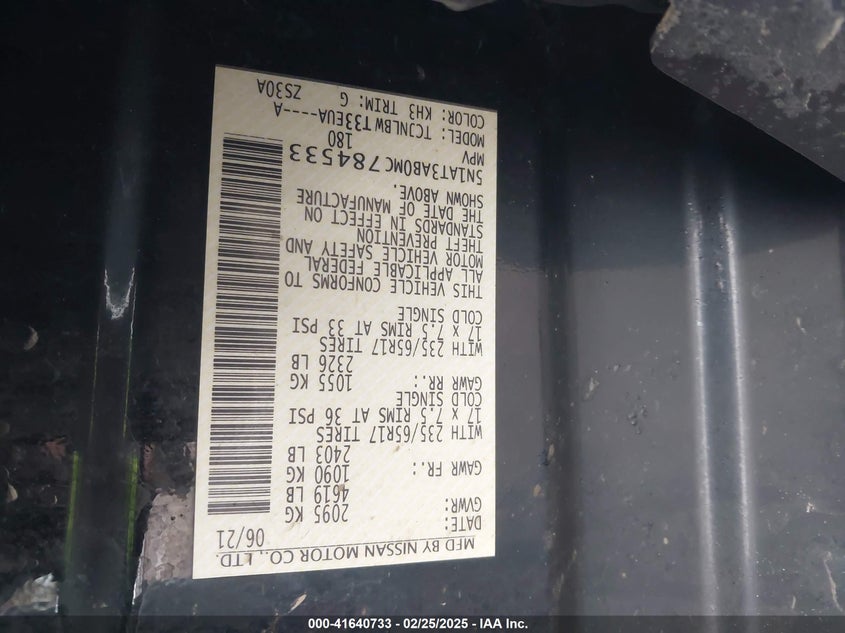 MFD BY NISSAN MOTOR CO., LTD.
DATE: 06/21
GVWR: 2095 KG
4619 LB
GAWR FR.: 1090 KG
2403 LB
WITH 235/65R17 TIRES
17 x 7.5 RIMS AT 36 PSI
COLD SINGLE
GAWR RR.: 1055 KG
2326 LB
WITH 235/65R17 TIRES
17 x 7.5 RIMS AT 33 PSI
COLD SINGLE
THIS VEHICLE CONFORMS TO
ALL APPLICABLE FEDERAL
MOTOR VEHICLE SAFETY AND
THEFT PREVENTION
STANDARDS IN EFFECT ON
THE DATE OF MANUFACTURE
SHOWN ABOVE.
5N1AT3AB0MC784533
MPV 180
MODEL: TC3NLBW T33EUA----A
COLOR: KH3 TRIM: G ZS30A
000-41640733 - 02/25/2025 - IAA Inc.